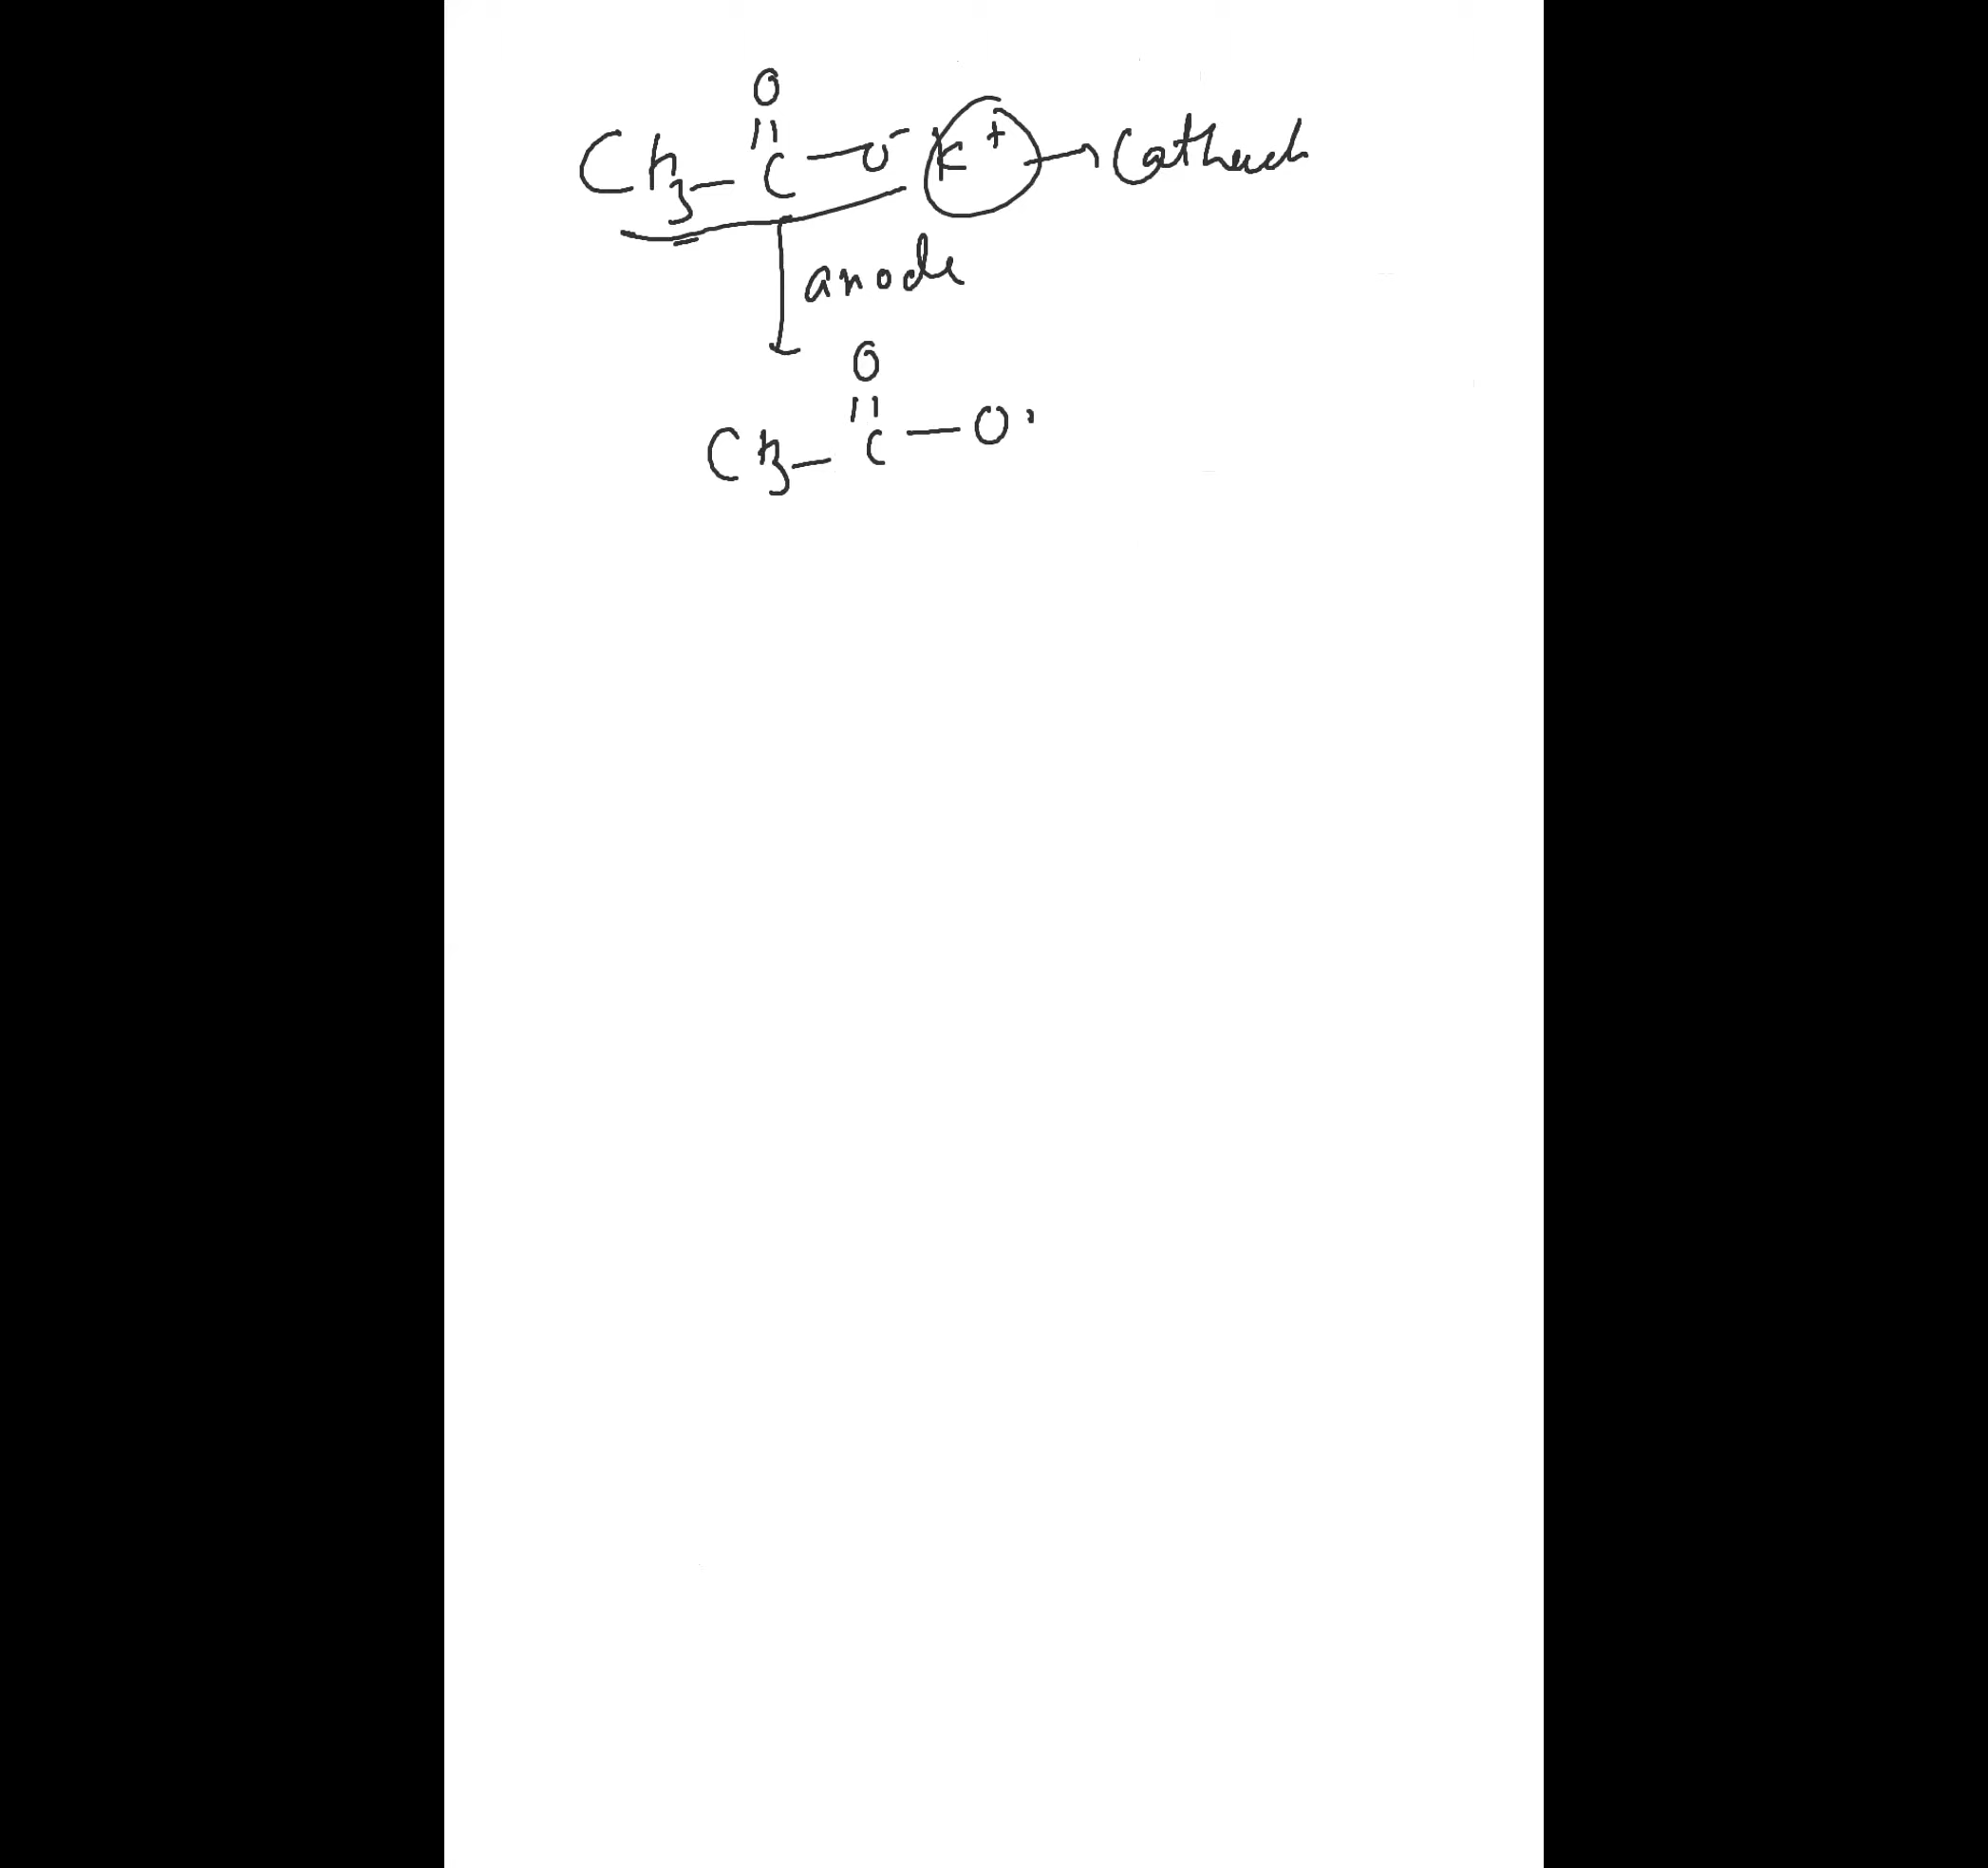 O
||
CH3 — C — O⁻ K⁺ → Cathode
anode
O
||
CH3 — C — O·